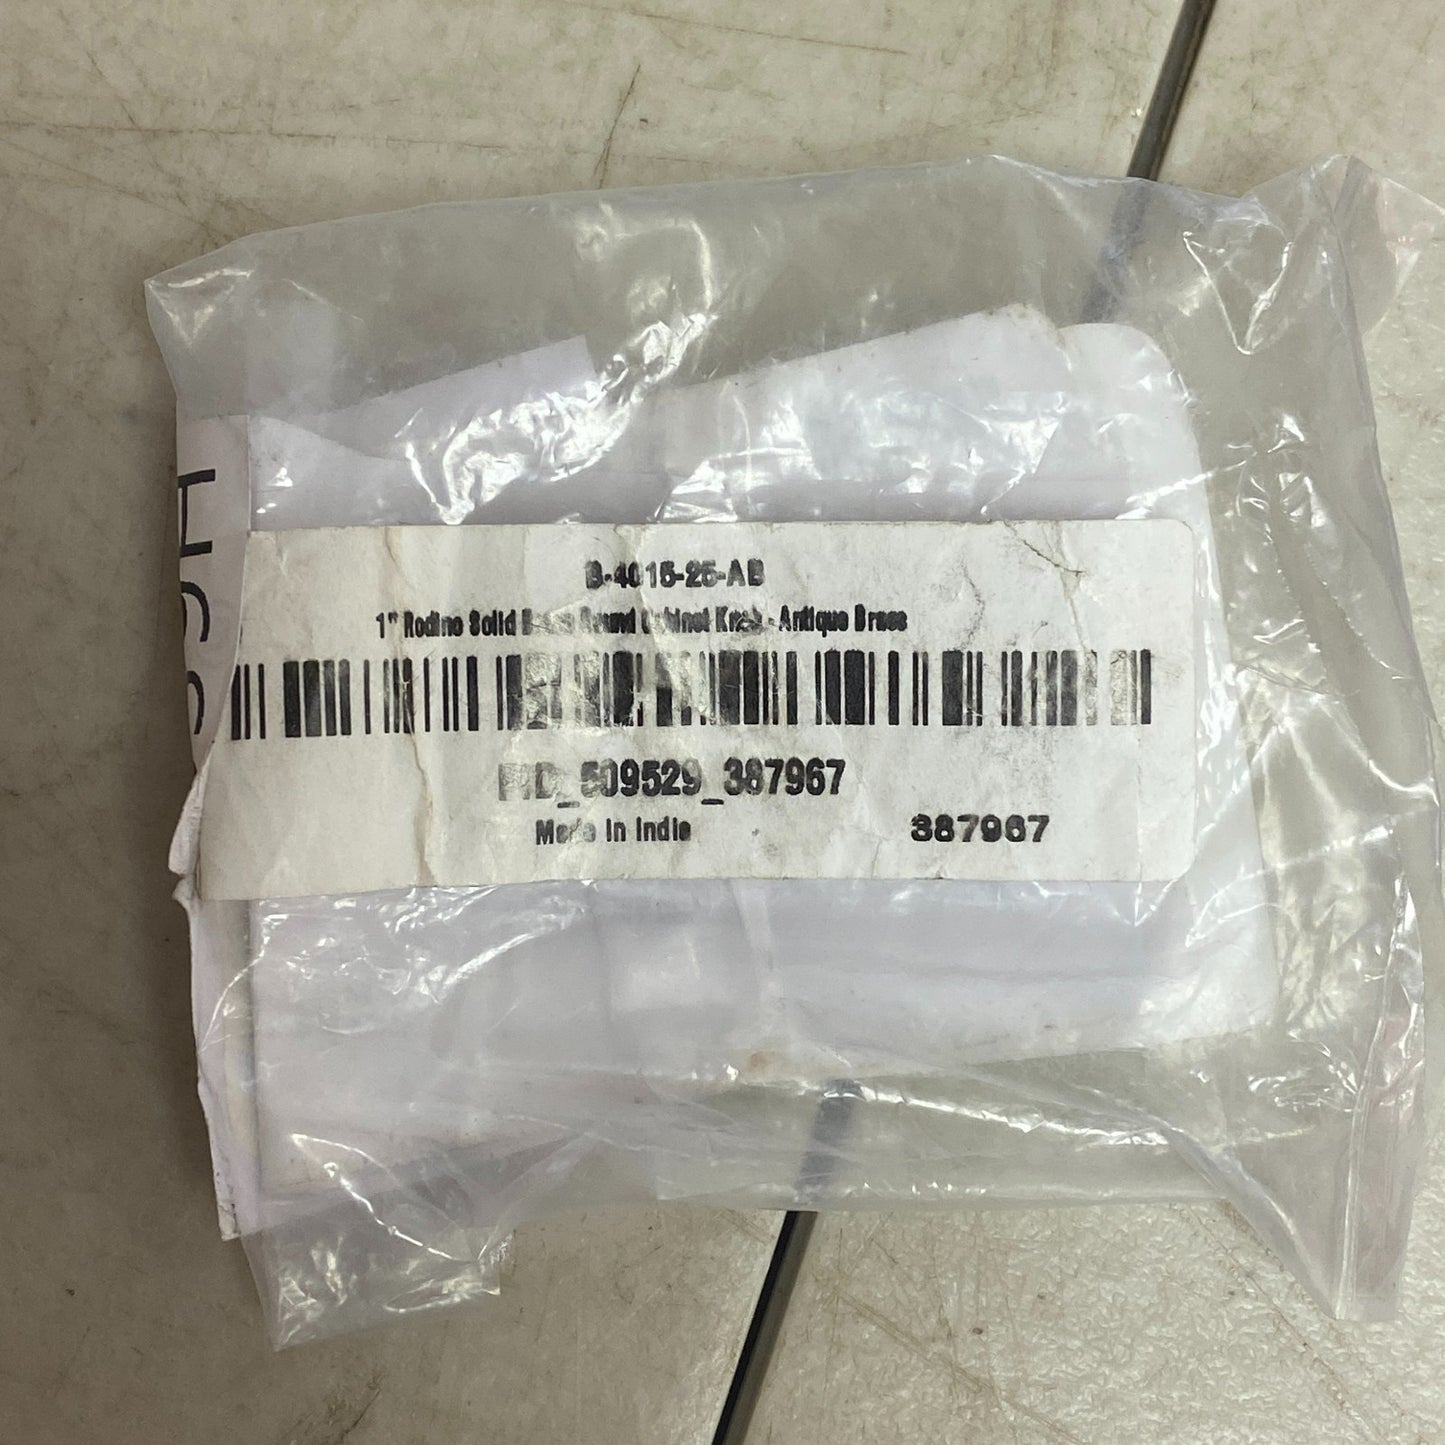 B-4015-25-AB
1" Rodino Solid Brass Round Cabinet Knob - Antique Brass
PID_509529_387967
Made in India
387967